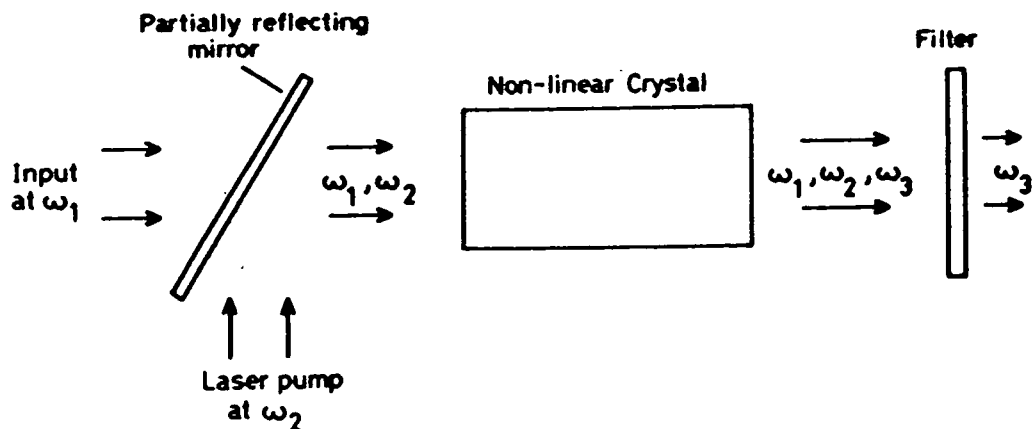 Partially reflecting
mirror
Filter
Non-linear Crystal
Input
at ω₁
ω₁, ω₂
ω₁, ω₂, ω₃
ω₃
Laser pump
at ω₂